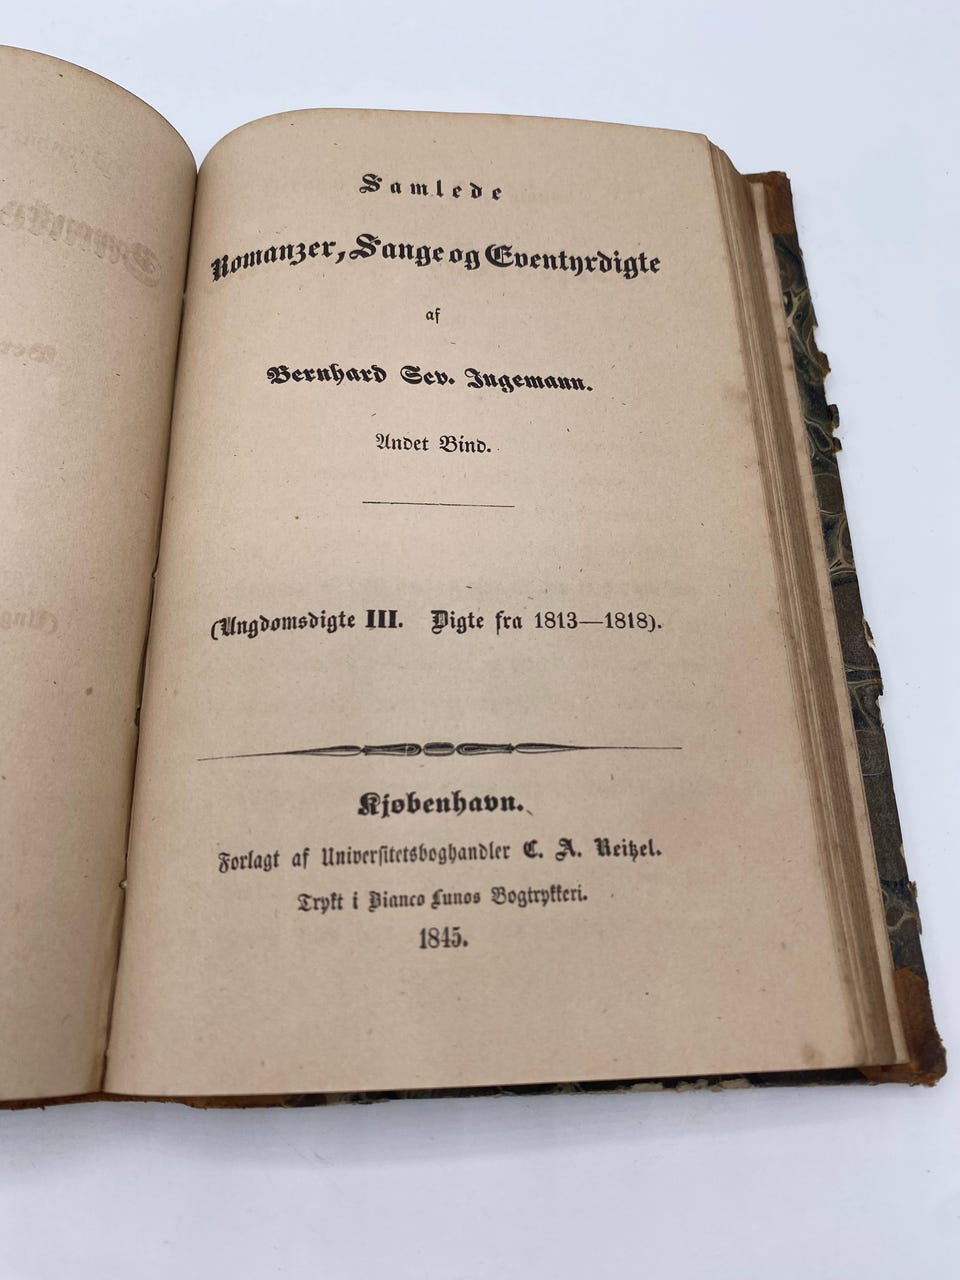 Samlede
Romanzer, Sange og Eventyrdigte
af
Bernhard Sev. Ingemann.
Andet Bind.
(Ungdomsdigte III. Digte fra 1813—1818).
Kjøbenhavn.
Forlagt af Universitetsboghandler C. A. Reitzel.
Trykt i Bianco Lunos Bogtrykkeri.
1845.